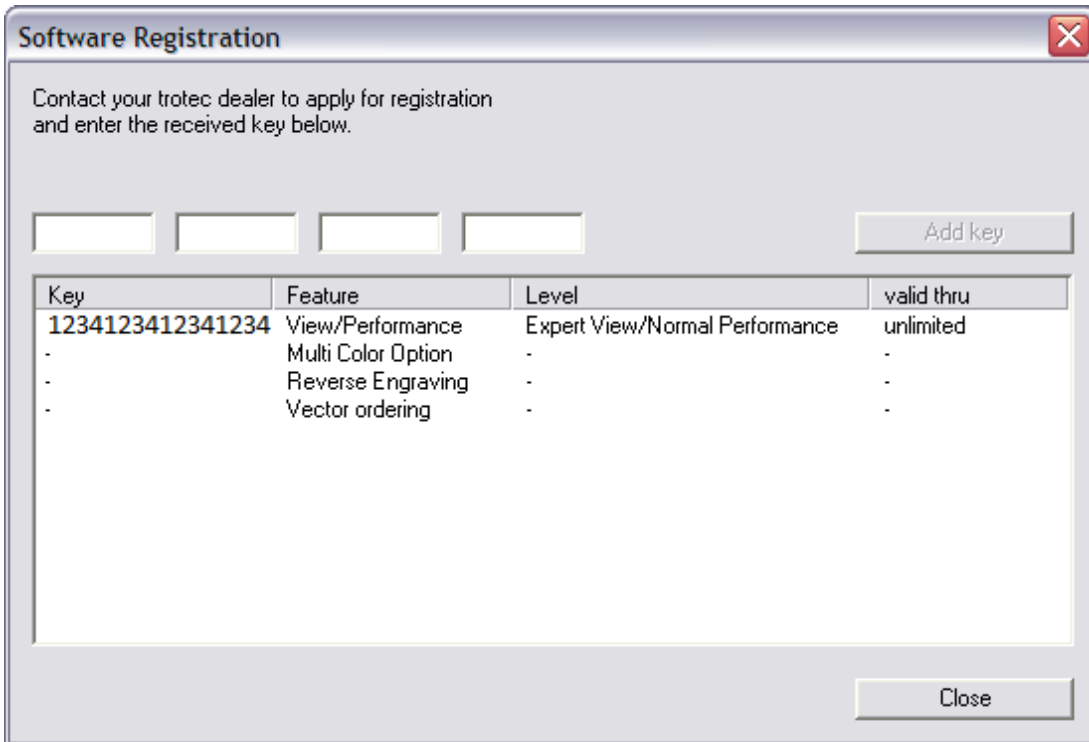 Software Registration
Contact your trotec dealer to apply for registration
and enter the received key below.
Add key
Key Feature Level valid thru
1234123412341234 View/Performance Expert View/Normal Performance unlimited
- Multi Color Option - -
- Reverse Engraving - -
- Vector ordering - -
Close